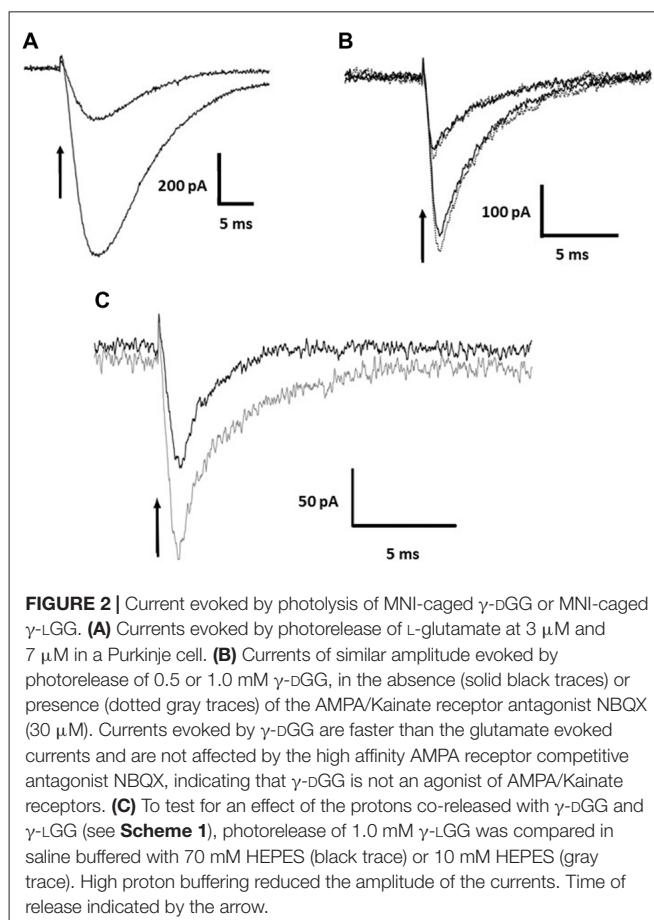 A
B
200 pA
5 ms
100 pA
5 ms
C
50 pA
5 ms
FIGURE 2 | Current evoked by photolysis of MNI-caged γ-DGG or MNI-caged
γ-LGG. (A) Currents evoked by photorelease of L-glutamate at 3 μM and
7 μM in a Purkinje cell. (B) Currents of similar amplitude evoked by
photorelease of 0.5 or 1.0 mM γ-DGG, in the absence (solid black traces) or
presence (dotted gray traces) of the AMPA/Kainate receptor antagonist NBQX
(30 μM). Currents evoked by γ-DGG are faster than the glutamate evoked
currents and are not affected by the high affinity AMPA receptor competitive
antagonist NBQX, indicating that γ-DGG is not an agonist of AMPA/Kainate
receptors. (C) To test for an effect of the protons co-released with γ-DGG and
γ-LGG (see Scheme 1), photorelease of 1.0 mM γ-LGG was compared in
saline buffered with 70 mM HEPES (black trace) or 10 mM HEPES (gray
trace). High proton buffering reduced the amplitude of the currents. Time of
release indicated by the arrow.